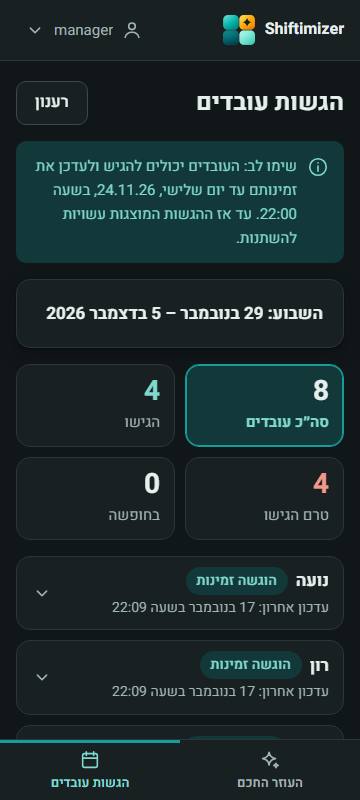 Shiftimizer
manager
הגשות עובדים
רענון
שימו לב: העובדים יכולים להגיש ולעדכן את
זמינותם עד יום שלישי, 24.11.26, בשעה
22:00. עד אז ההגשות המוצגות עשויות
להשתנות.
השבוע: 29 בנובמבר – 5 בדצמבר 2026
8
סה״כ עובדים
4
הגישו
4
טרם הגישו
0
בחופשה
נועה
הוגשה זמינות
עדכון אחרון: 17 בנובמבר בשעה 22:09
רון
הוגשה זמינות
עדכון אחרון: 17 בנובמבר בשעה 22:09
העוזר החכם
הגשות עובדים